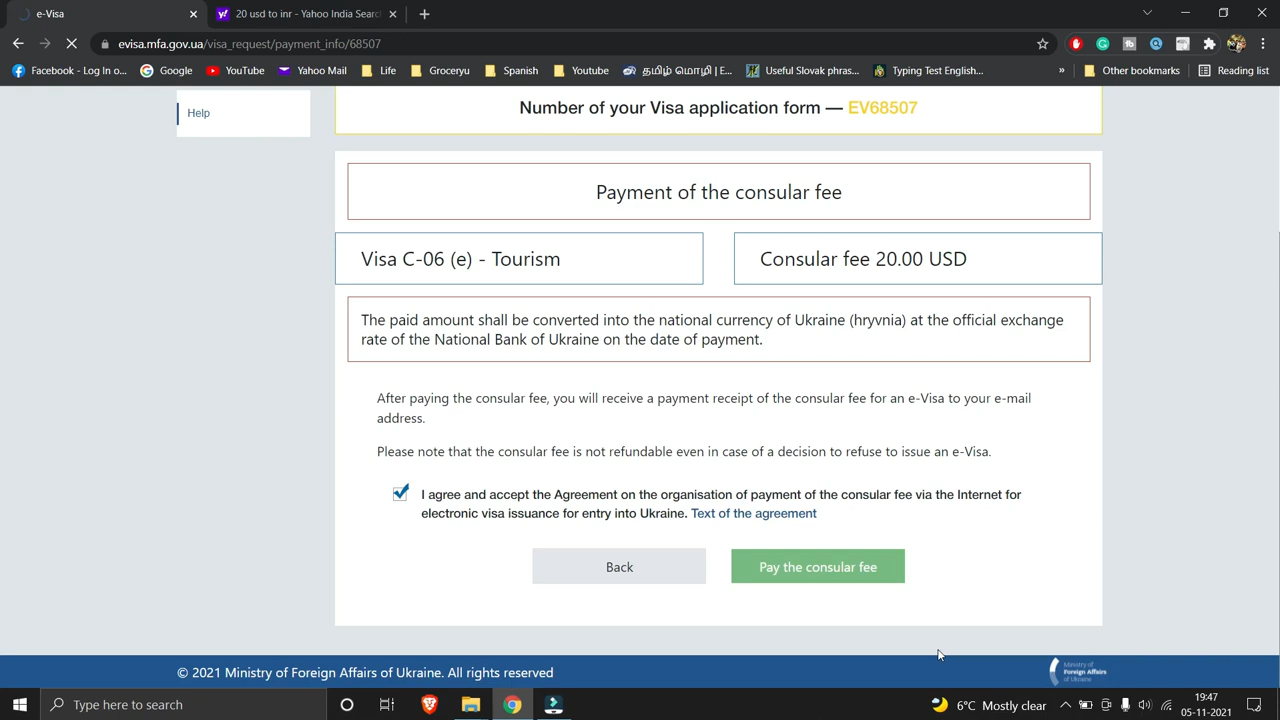 e-Visa
20 usd to inr - Yahoo India Searc
evisa.mfa.gov.ua/visa_request/payment_info/68507
Facebook - Log In o...
Google
YouTube
Yahoo Mail
Life
Groceryu
Spanish
Youtube
தமிழ் மொழி | E...
Useful Slovak phras...
Typing Test English...
»
Other bookmarks
Reading list
Help
Number of your Visa application form — EV68507
Payment of the consular fee
Visa C-06 (e) - Tourism
Consular fee 20.00 USD
The paid amount shall be converted into the national currency of Ukraine (hryvnia) at the official exchange
rate of the National Bank of Ukraine on the date of payment.
After paying the consular fee, you will receive a payment receipt of the consular fee for an e-Visa to your e-mail
address.
Please note that the consular fee is not refundable even in case of a decision to refuse to issue an e-Visa.
I agree and accept the Agreement on the organisation of payment of the consular fee via the Internet for
electronic visa issuance for entry into Ukraine. Text of the agreement
Back
Pay the consular fee
© 2021 Ministry of Foreign Affairs of Ukraine. All rights reserved
Ministry of
Foreign Affairs
of Ukraine
Type here to search
6°C Mostly clear
19:47
05-11-2021